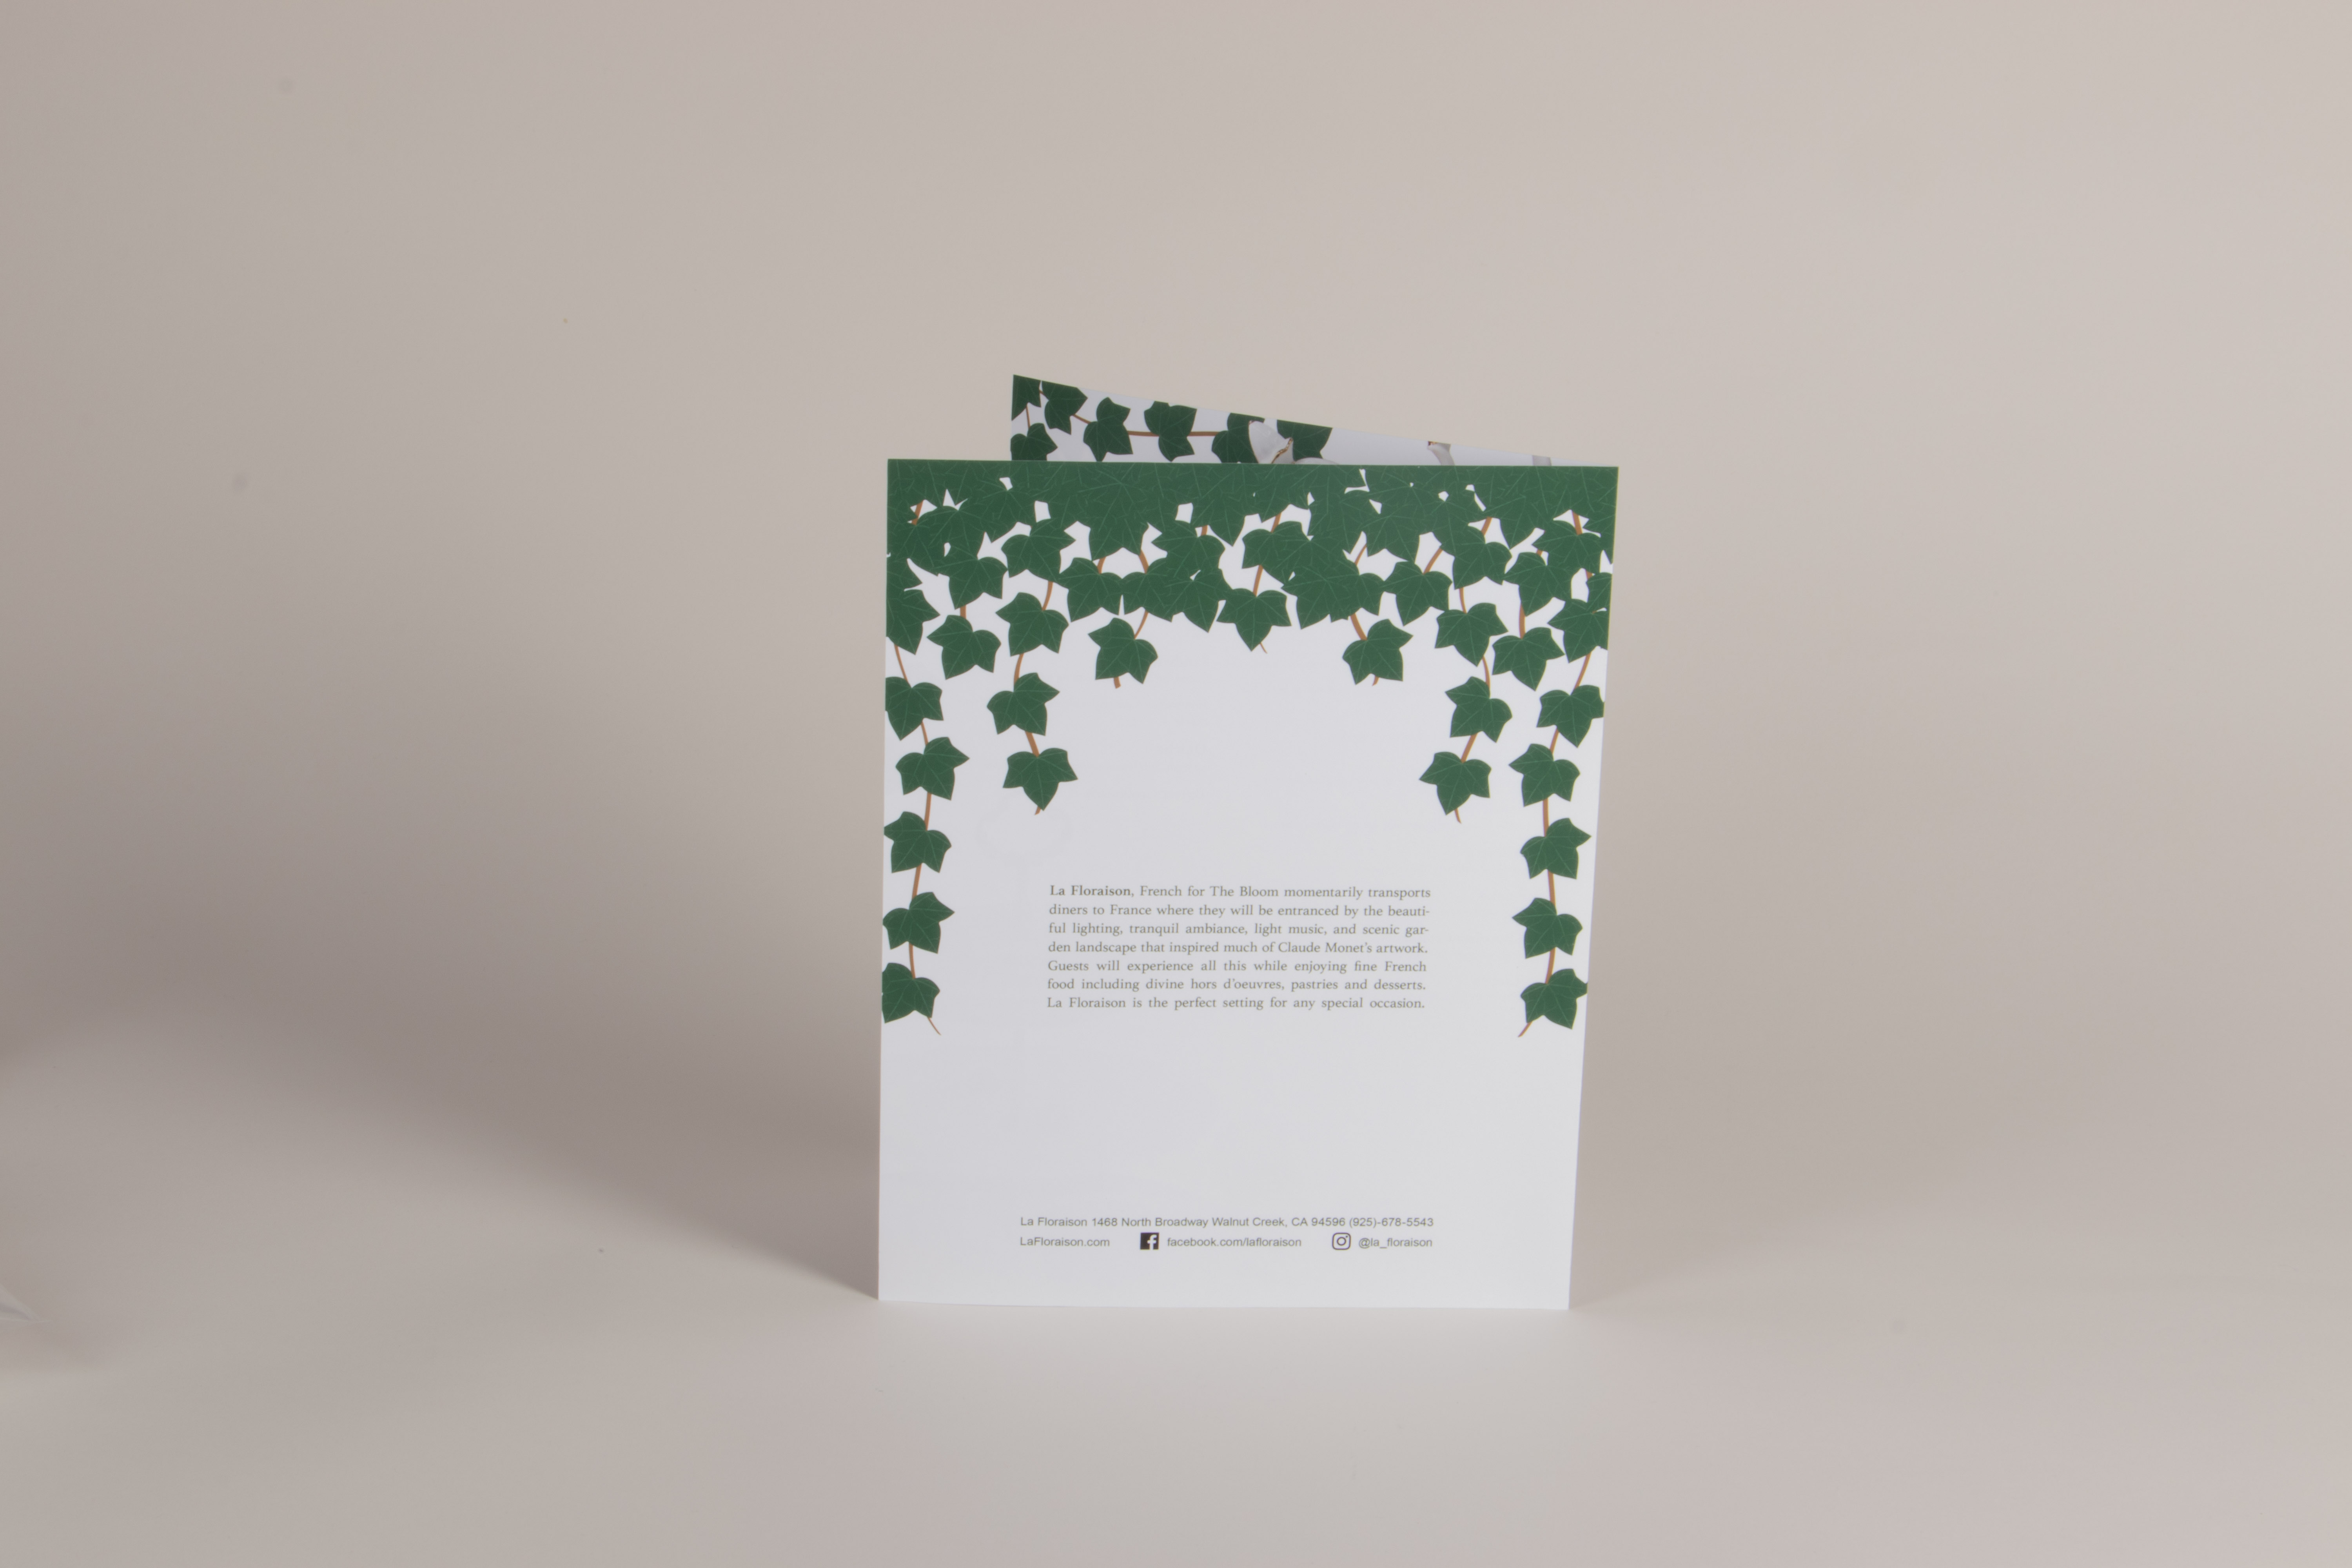 La Floraison, French for The Bloom momentarily transports
diners to France where they will be entranced by the beauti-
ful lighting, tranquil ambiance, light music, and scenic gar-
den landscape that inspired much of Claude Monet's artwork.
Guests will experience all this while enjoying fine French
food including divine hors d'oeuvres, pastries and desserts.
La Floraison is the perfect setting for any special occasion.
La Floraison 1468 North Broadway Walnut Creek, CA 94596 (925)-678-5543
LaFloraison.com facebook.com/lafloraison @la_floraison